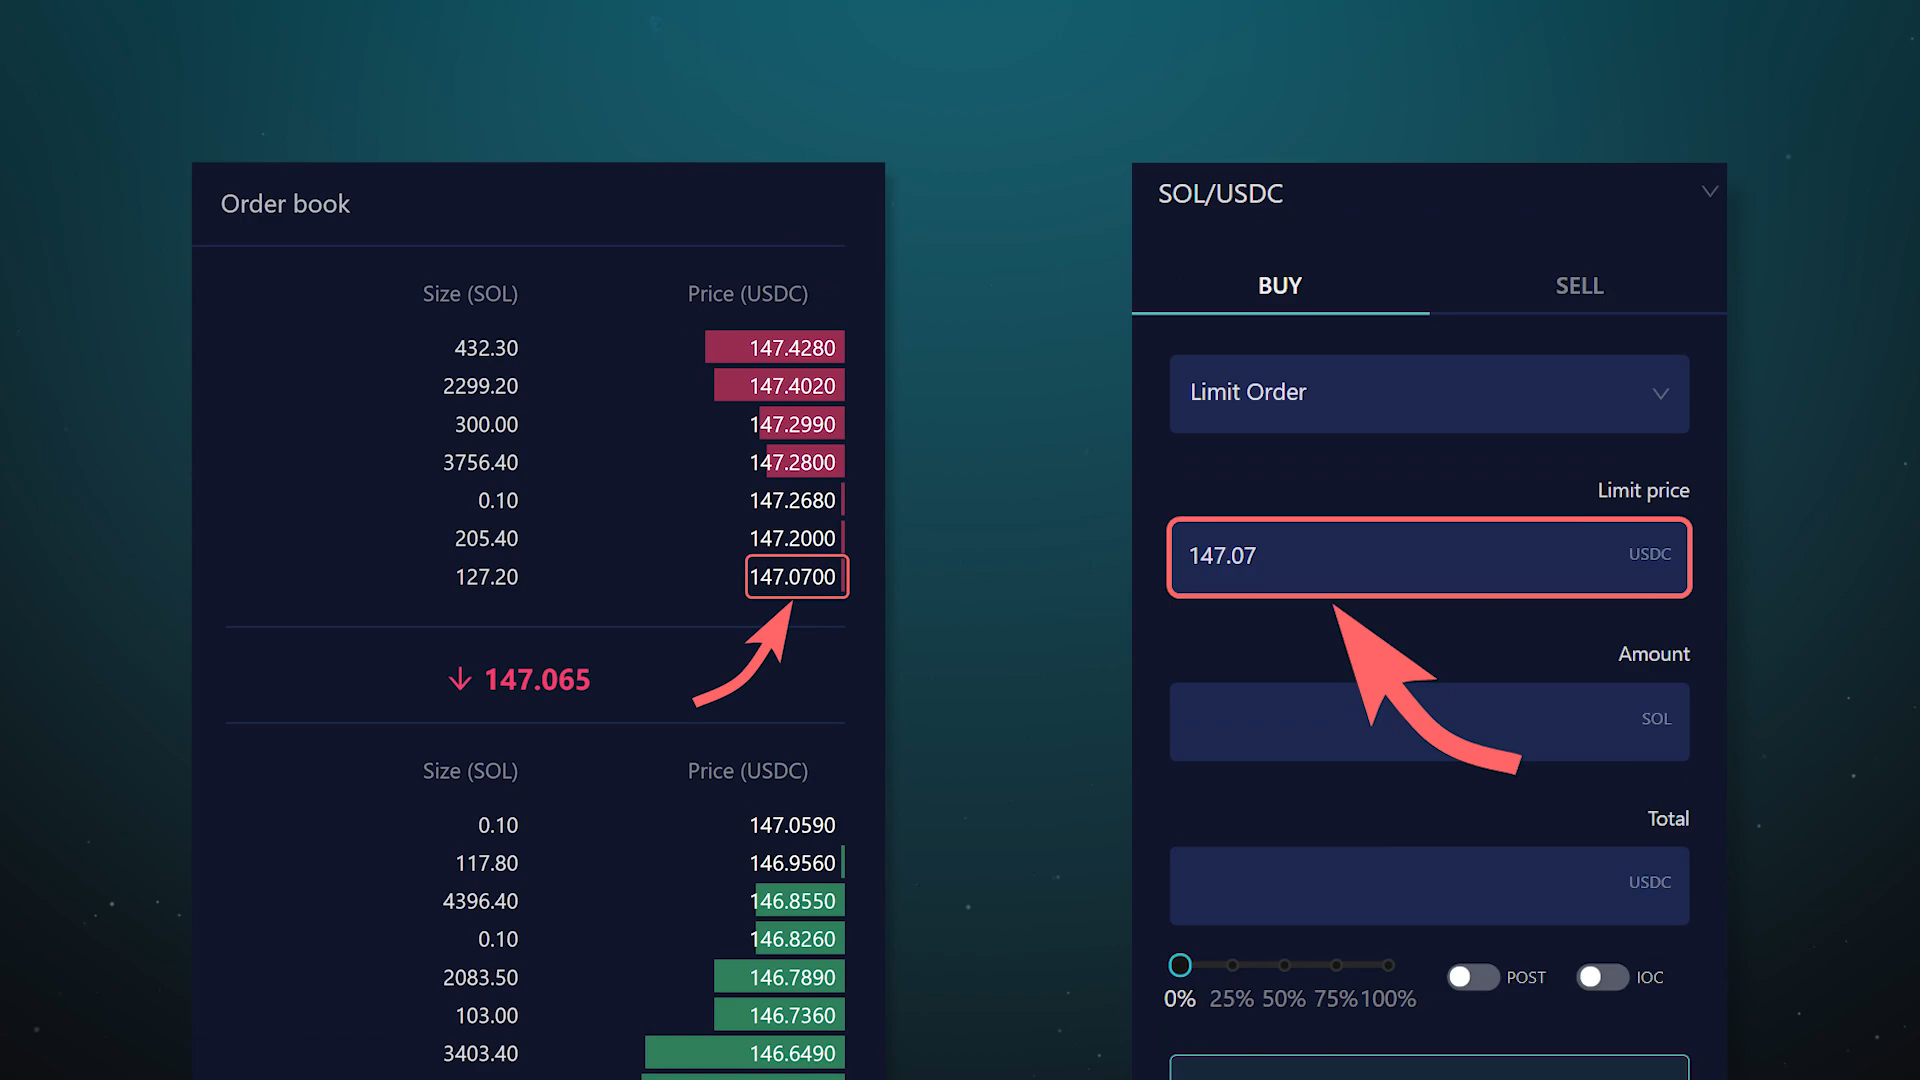 Order book
Size (SOL) Price (USDC)
432.30 147.4280
2299.20 147.4020
300.00 147.2990
3756.40 147.2800
0.10 147.2680
205.40 147.2000
127.20 147.0700
↓ 147.065
Size (SOL) Price (USDC)
0.10 147.0590
117.80 146.9560
4396.40 146.8550
0.10 146.8260
2083.50 146.7890
103.00 146.7360
3403.40 146.6490
SOL/USDC
BUY SELL
Limit Order
Limit price
147.07 USDC
Amount
SOL
Total
USDC
0% 25% 50% 75% 100% POST IOC